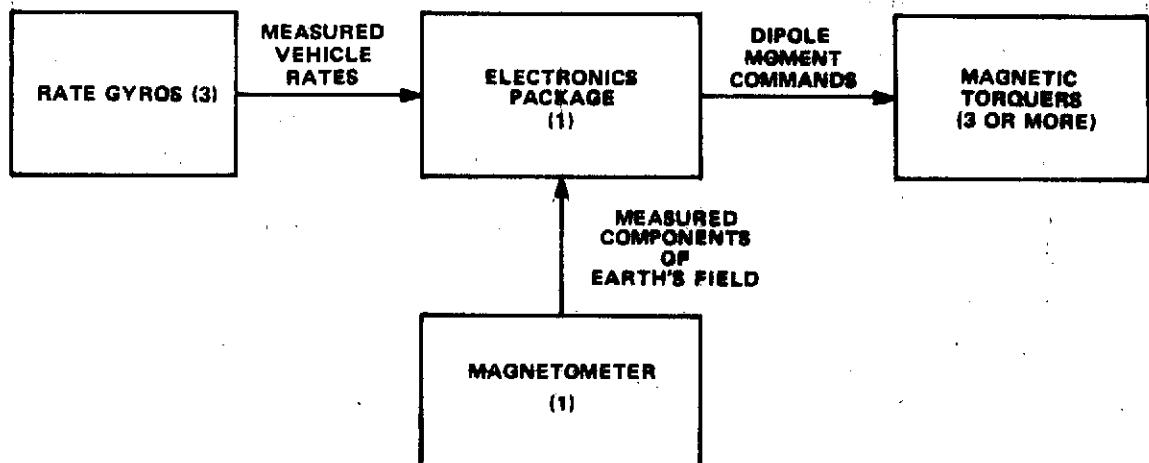 RATE GYROS (3)
MEASURED
VEHICLE
RATES
ELECTRONICS
PACKAGE
(1)
DIPOLE
MOMENT
COMMANDS
MAGNETIC
TORQUERS
(3 OR MORE)
MEASURED
COMPONENTS
OF
EARTH'S FIELD
MAGNETOMETER
(1)